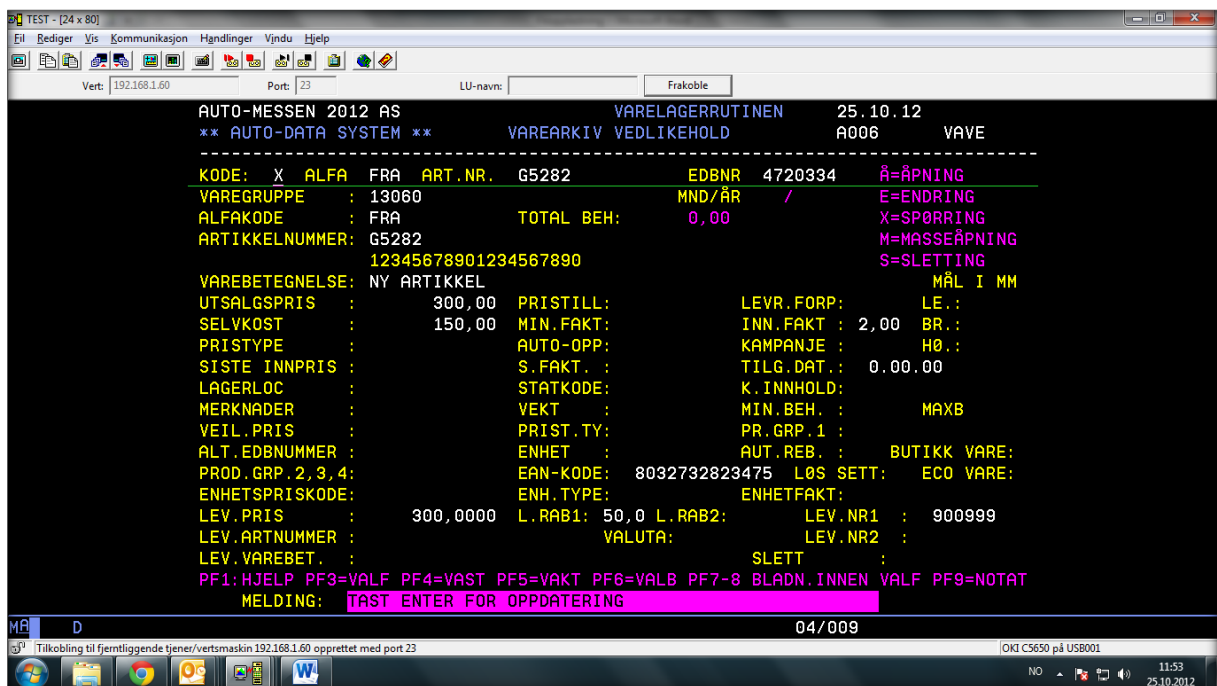 TEST - [24 x 80]
Fil Rediger Vis Kommunikasjon Handlinger Vindu Hjelp
Vert: 192.168.1.60 Port: 23 LU-navn: Frakoble
AUTO-MESSEN 2012 AS VARELAGERRUTINEN 25.10.12
** AUTO-DATA SYSTEM ** VAREARKIV VEDLIKEHOLD A006 VAVE
--------------------------------------------------------------------------------
KODE: X ALFA FRA ART.NR. G5282 EDBNR 4720334 Å=ÅPNING
VAREGRUPPE : 13060 MND/ÅR / E=ENDRING
ALFAKODE : FRA TOTAL BEH: 0,00 X=SPØRRING
ARTIKKELNUMMER: G5282 M=MASSEÅPNING
12345678901234567890 S=SLETTING
VAREBETEGNELSE: NY ARTIKKEL MÅL I MM
UTSALGSPRIS : 300,00 PRISTILL: LEVR.FORP: LE.:
SELVKOST : 150,00 MIN.FAKT: INN.FAKT : 2,00 BR.:
PRISTYPE : AUTO-OPP: KAMPANJE : HØ.:
SISTE INNPRIS : S.FAKT. : TILG.DAT.: 0.00.00
LAGERLOC : STATKODE: K.INNHOLD:
MERKNADER : VEKT : MIN.BEH. : MAXB
VEIL.PRIS : PRIST.TY: PR.GRP.1 :
ALT.EDBNUMMER : ENHET : AUT.REB. : BUTIKK VARE:
PROD.GRP.2,3,4: EAN-KODE: 8032732823475 LØS SETT: ECO VARE:
ENHETSPRISKODE: ENH.TYPE: ENHETFAKT:
LEV.PRIS : 300,0000 L.RAB1: 50,0 L.RAB2: LEV.NR1 : 900999
LEV.ARTNUMMER : VALUTA: LEV.NR2 :
LEV.VAREBET. : SLETT :
PF1:HJELP PF3=VALF PF4=VAST PF5=VAKT PF6=VALB PF7-8 BLADN.INNEN VALF PF9=NOTAT
MELDING: TAST ENTER FOR OPPDATERING
MA D 04/009
Tilkobling til fjerntliggende tjener/vertsmaskin 192.168.1.60 opprettet med port 23 OKI C5650 på USB001
NO 11:53
25.10.2012